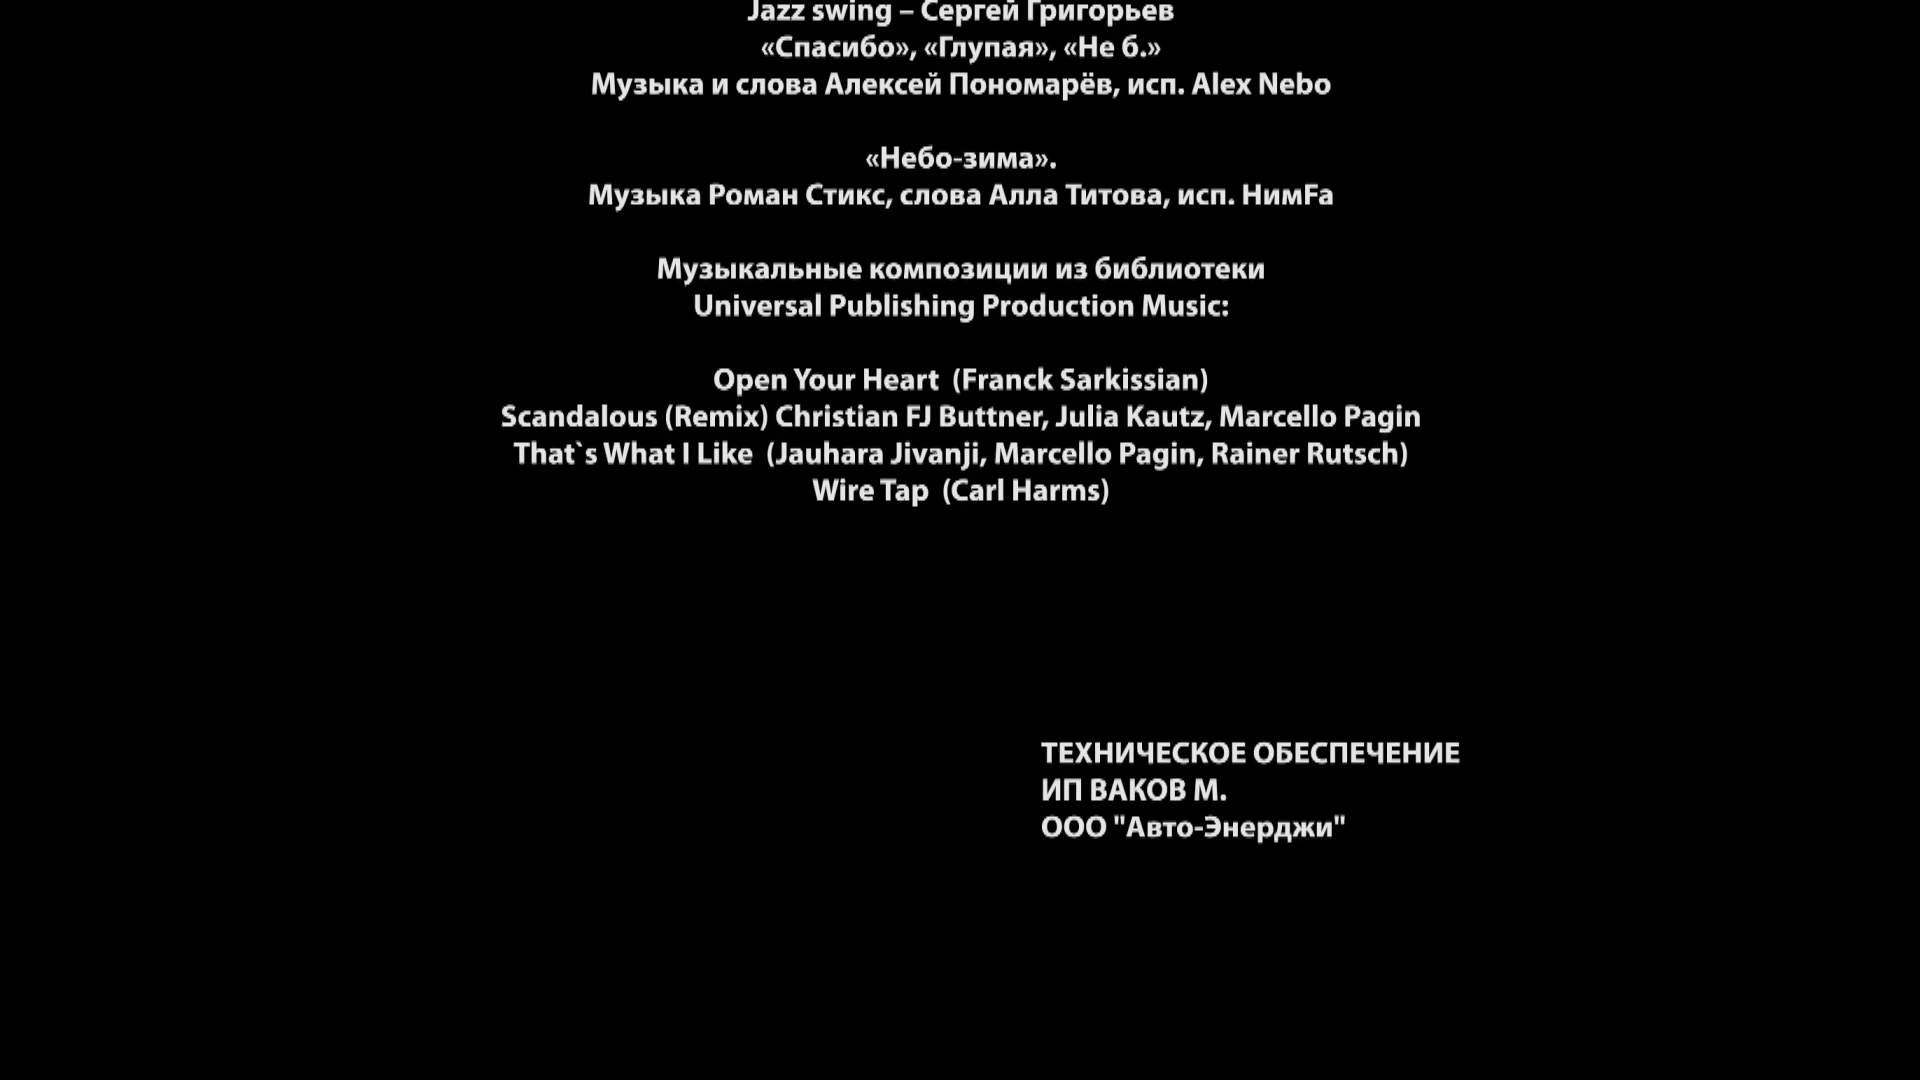 Jazz swing – Сергей Григорьев
«Спасибо», «Глупая», «Не б.»
Музыка и слова Алексей Пономарёв, исп. Alex Nebo
«Небо-зима».
Музыка Роман Стикс, слова Алла Титова, исп. НимFа
Музыкальные композиции из библиотеки
Universal Publishing Production Music:
Open Your Heart  (Franck Sarkissian)
Scandalous (Remix) Christian FJ Buttner, Julia Kautz, Marcello Pagin
That`s What I Like  (Jauhara Jivanji, Marcello Pagin, Rainer Rutsch)
Wire Tap  (Carl Harms)
ТЕХНИЧЕСКОЕ ОБЕСПЕЧЕНИЕ
ИП ВАКОВ М.
ООО "Авто-Энерджи"